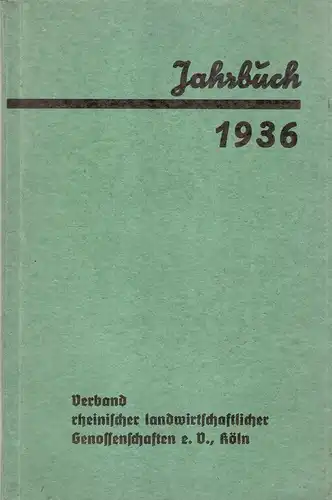 Jahrbuch
1936
Verband
rheinischer landwirtschaftlicher
Genossenschaften e. V., Köln